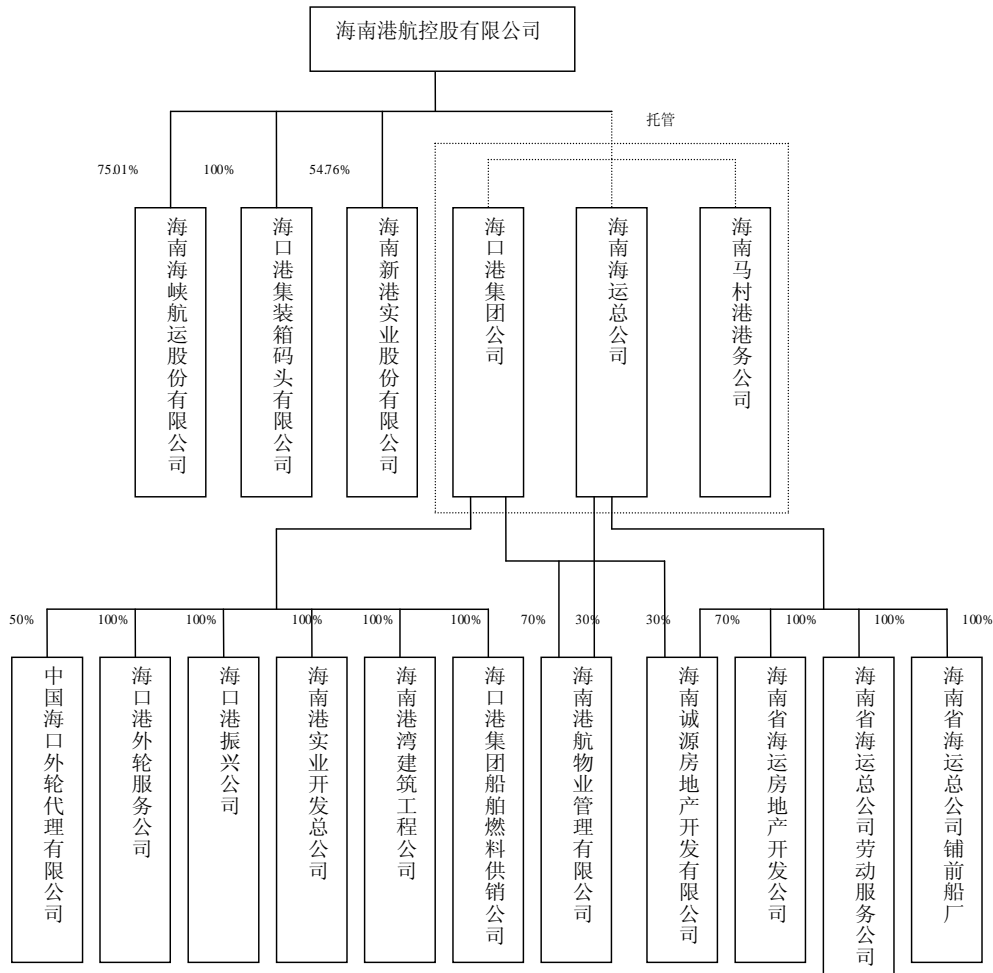 海南港航控股有限公司
托管
75.01%
100%
54.76%
海南海峡航运股份有限公司
海口港集装箱码头有限公司
海南新港实业股份有限公司
海口港集团公司
海南海运总公司
海南马村港港务公司
50%
100%
100%
100%
100%
100%
70%
30%
30%
70%
100%
100%
100%
中国海口外轮代理有限公司
海口港外轮服务公司
海口港振兴公司
海南港实业开发总公司
海南港湾建筑工程公司
海口港集团船舶燃料供销公司
海南港航物业管理有限公司
海南诚源房地产开发有限公司
海南省海运房地产开发公司
海南省海运总公司劳动服务公司
海南省海运总公司铺前船厂